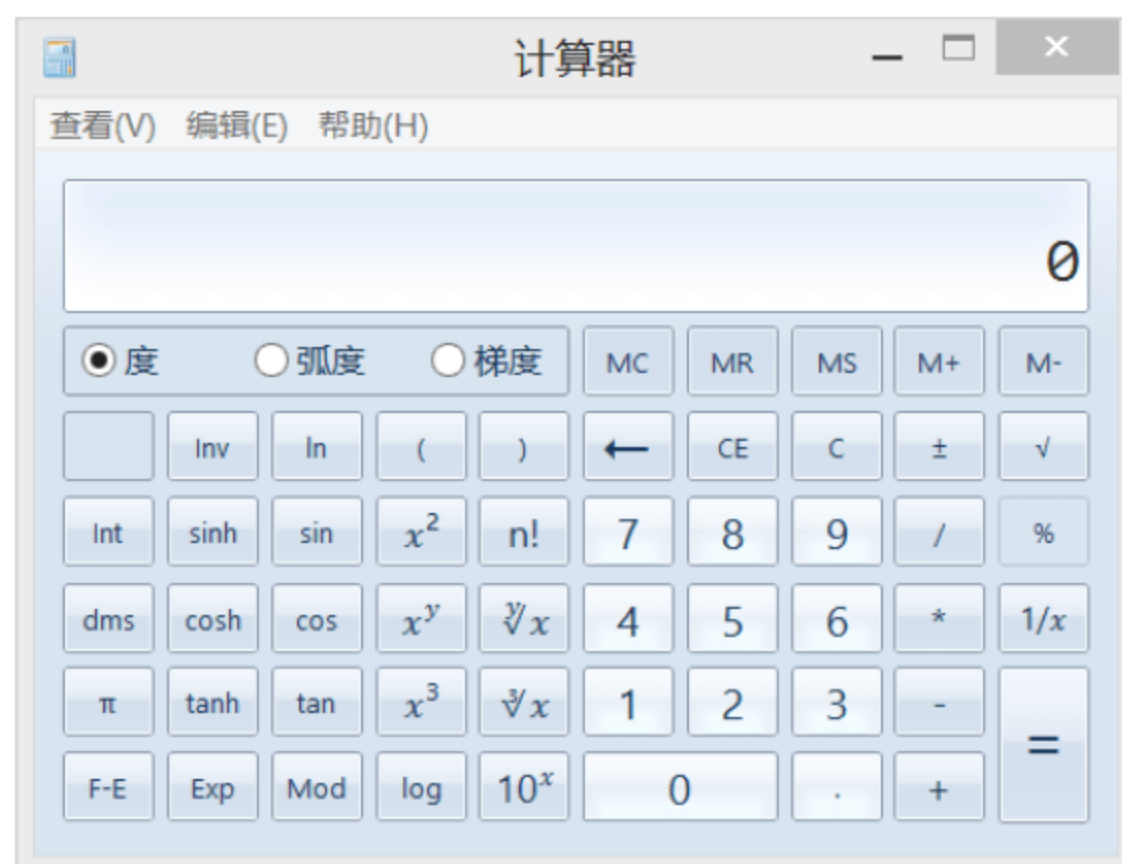 计算器
查看(V) 编辑(E) 帮助(H)
0
度 弧度 梯度 MC MR MS M+ M-
Inv ln ( ) ← CE C ± √
Int sinh sin x² n! 7 8 9 / %
dms cosh cos xʸ ʸ√x 4 5 6 * 1/x
π tanh tan x³ ³√x 1 2 3 - =
F-E Exp Mod log 10ˣ 0 . +